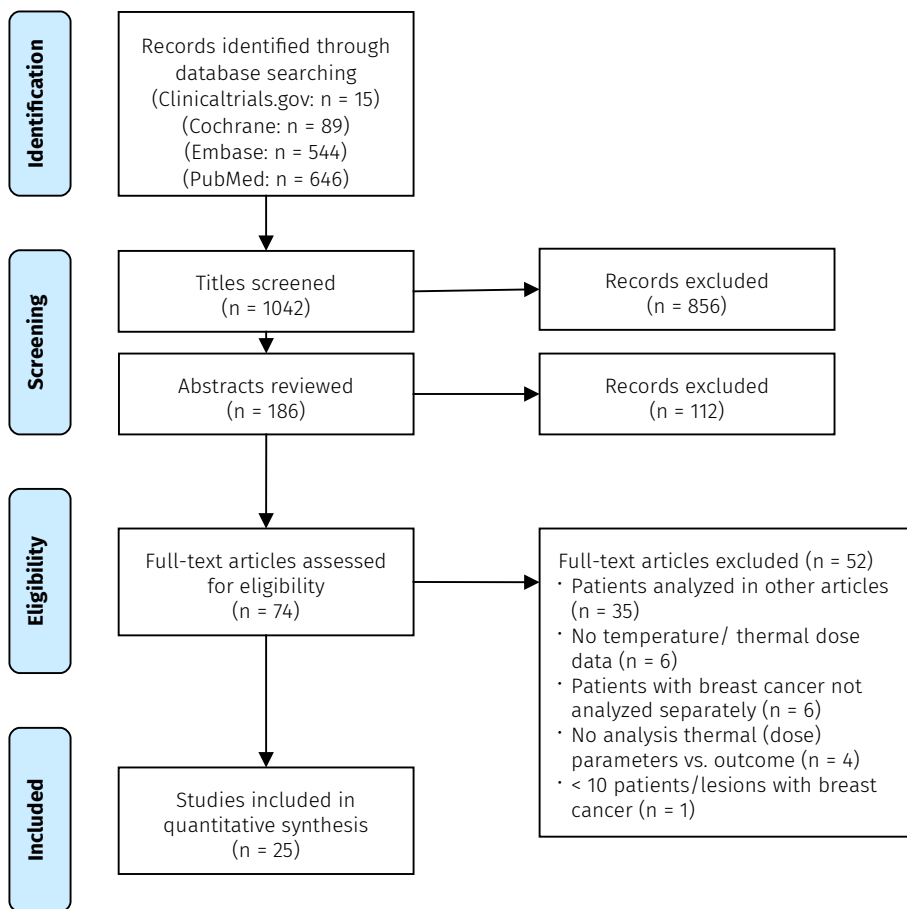 Identification
Records identified through
database searching
(Clinicaltrials.gov: n = 15)
(Cochrane: n = 89)
(Embase: n = 544)
(PubMed: n = 646)
Screening
Titles screened
(n = 1042)
Records excluded
(n = 856)
Abstracts reviewed
(n = 186)
Records excluded
(n = 112)
Eligibility
Full-text articles assessed
for eligibility
(n = 74)
Full-text articles excluded (n = 52)
· Patients analyzed in other articles
(n = 35)
· No temperature/ thermal dose
data (n = 6)
· Patients with breast cancer not
analyzed separately (n = 6)
· No analysis thermal (dose)
parameters vs. outcome (n = 4)
· < 10 patients/lesions with breast
cancer (n = 1)
Included
Studies included in
quantitative synthesis
(n = 25)